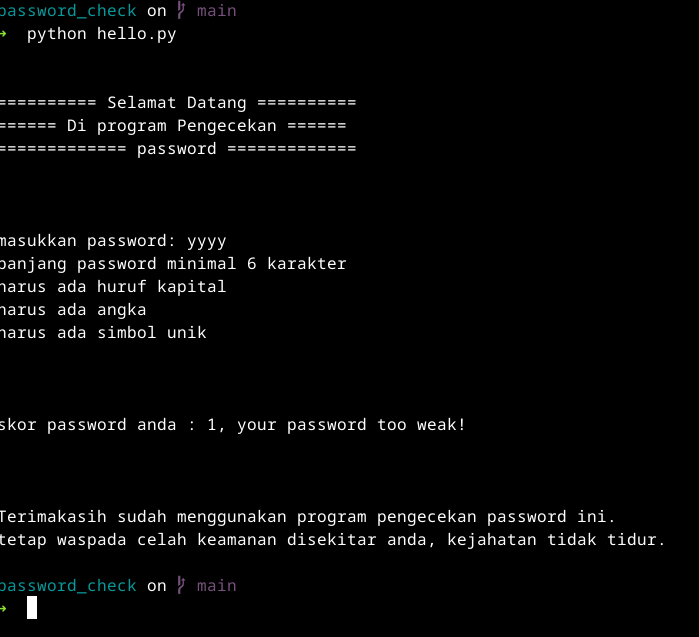 password_check on main
→ python hello.py
========== Selamat Datang ==========
====== Di program Pengecekan ======
============= password =============
masukkan password: yyyy
panjang password minimal 6 karakter
harus ada huruf kapital
harus ada angka
harus ada simbol unik
skor password anda : 1, your password too weak!
Terimakasih sudah menggunakan program pengecekan password ini.
tetap waspada celah keamanan disekitar anda, kejahatan tidak tidur.
password_check on main
→